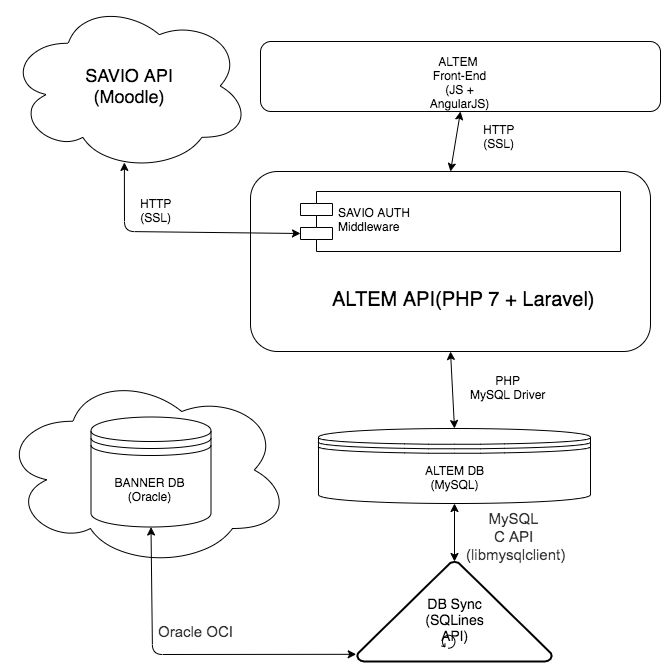 SAVIO API
(Moodle)
ALTEM
Front-End
(JS +
AngularJS)
HTTP
(SSL)
HTTP
(SSL)
SAVIO AUTH
Middleware
ALTEM API(PHP 7 + Laravel)
PHP
MySQL Driver
BANNER DB
(Oracle)
ALTEM DB
(MySQL)
MySQL
C API
(libmysqlclient)
DB Sync
(SQLines
API)
Oracle OCI